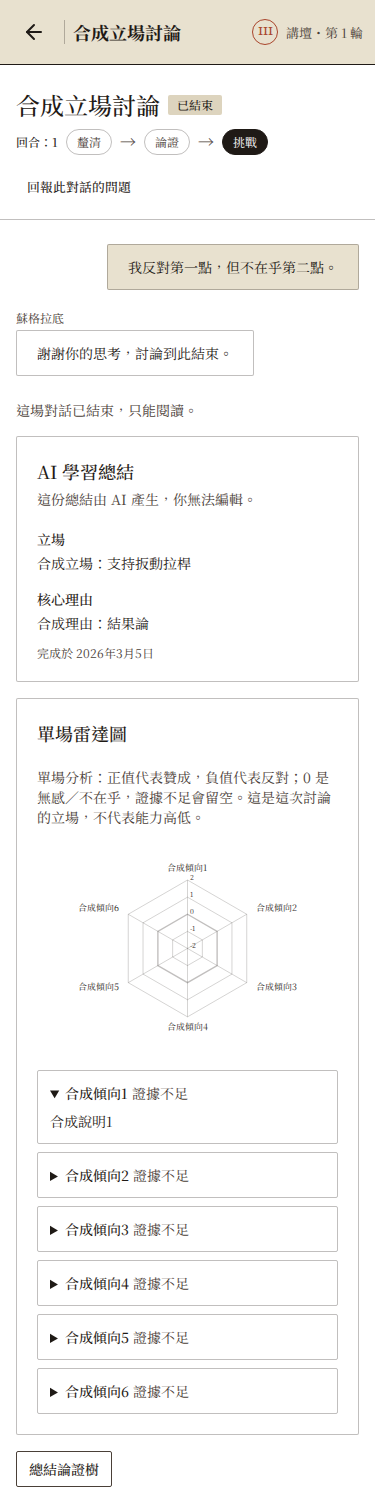 合成立場討論
III 講壇・第 1 輪
合成立場討論 已結束
回合：1 釐清 → 論證 → 挑戰
回報此對話的問題
我反對第一點，但不在乎第二點。
蘇格拉底
謝謝你的思考，討論到此結束。
這場對話已結束，只能閱讀。
AI 學習總結
這份總結由 AI 產生，你無法編輯。
立場
合成立場：支持扳動拉桿
核心理由
合成理由：結果論
完成於 2026年3月5日
單場雷達圖
單場分析：正值代表贊成，負值代表反對；0 是
無感／不在乎，證據不足會留空。這是這次討論
的立場，不代表能力高低。
合成傾向1
2
1
0
-1
-2
合成傾向6
合成傾向2
合成傾向5
合成傾向3
合成傾向4
合成傾向1 證據不足
合成說明1
合成傾向2 證據不足
合成傾向3 證據不足
合成傾向4 證據不足
合成傾向5 證據不足
合成傾向6 證據不足
總結論證樹